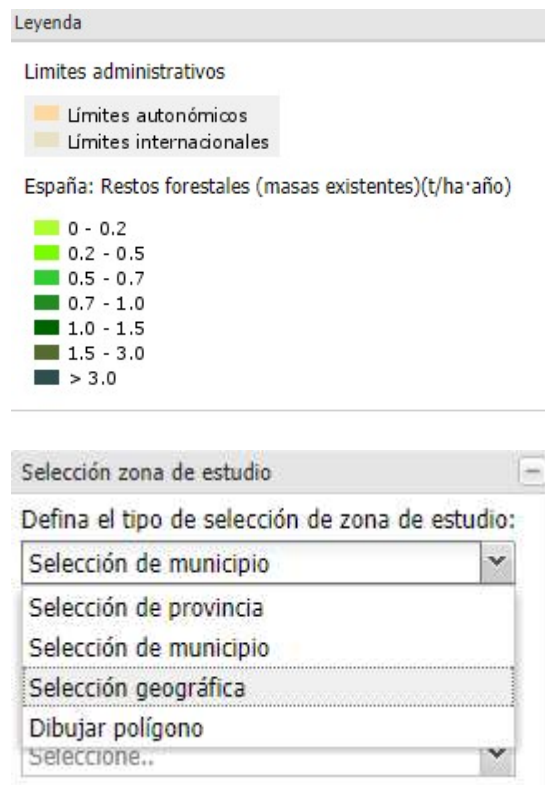 Leyenda
Limites administrativos
Límites autonómicos
Límites internacionales
España: Restos forestales (masas existentes)(t/ha·año)
0 - 0.2
0.2 - 0.5
0.5 - 0.7
0.7 - 1.0
1.0 - 1.5
1.5 - 3.0
> 3.0
Selección zona de estudio
Defina el tipo de selección de zona de estudio:
Selección de municipio
Selección de provincia
Selección de municipio
Selección geográfica
Dibujar polígono
Seleccione..